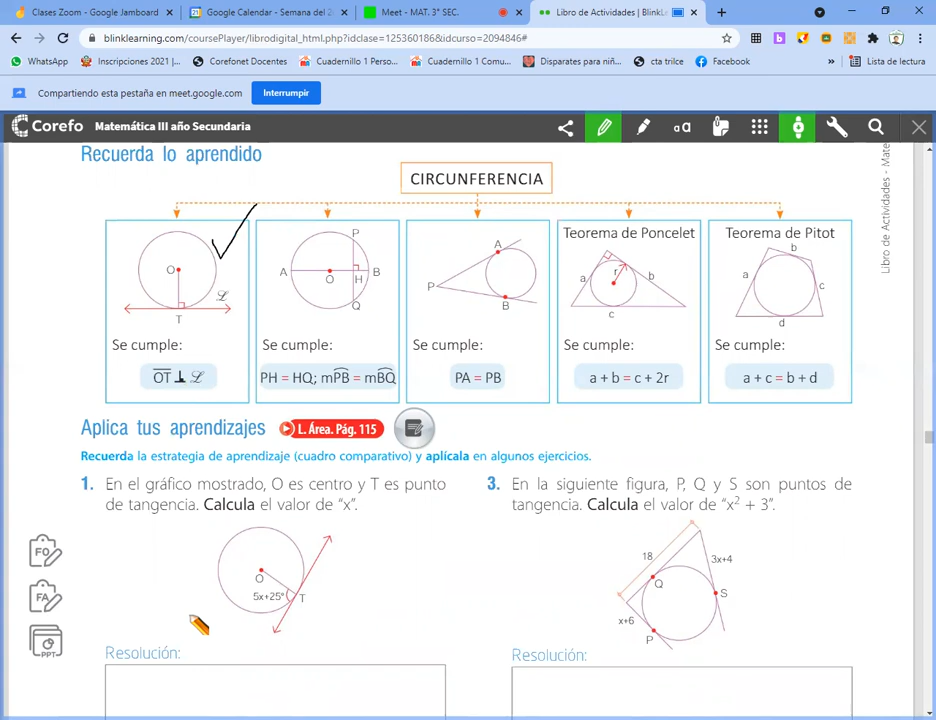 Clases Zoom - Google Jamboard
Google Calendar - Semana del 2
Meet - MAT. 3° SEC.
Libro de Actividades | BlinkLe
blinklearning.com/coursePlayer/librodigital_html.php?idclase=125360186&idcurso=2094846#
WhatsApp
Inscripciones 2021 |...
Corefonet Docentes
Cuadernillo 1 Perso...
Cuadernillo 1 Comu...
Disparates para niñ...
cta trilce
Facebook
»
Lista de lectura
Compartiendo esta pestaña en meet.google.com
Interrumpir
Corefo
Matemática III año Secundaria
aa
Recuerda lo aprendido
CIRCUNFERENCIA
Libro de Actividades - Mate
O
ℒ
T
Se cumple:
OT ⊥ ℒ
P
A
B
O
H
Q
Se cumple:
PH = HQ; mPB = mBQ
A
P
B
Se cumple:
PA = PB
Teorema de Poncelet
a
r
b
c
Se cumple:
a + b = c + 2r
Teorema de Pitot
b
a
c
d
Se cumple:
a + c = b + d
Aplica tus aprendizajes
L. Área. Pág. 115
Recuerda la estrategia de aprendizaje (cuadro comparativo) y aplícala en algunos ejercicios.
1. En el gráfico mostrado, O es centro y T es punto
de tangencia. Calcula el valor de “x”.
O
5x+25°
T
Resolución:
3. En la siguiente figura, P, Q y S son puntos de
tangencia. Calcula el valor de “x² + 3”.
18
3x+4
Q
S
x+6
P
Resolución:
FO
FA
PPT